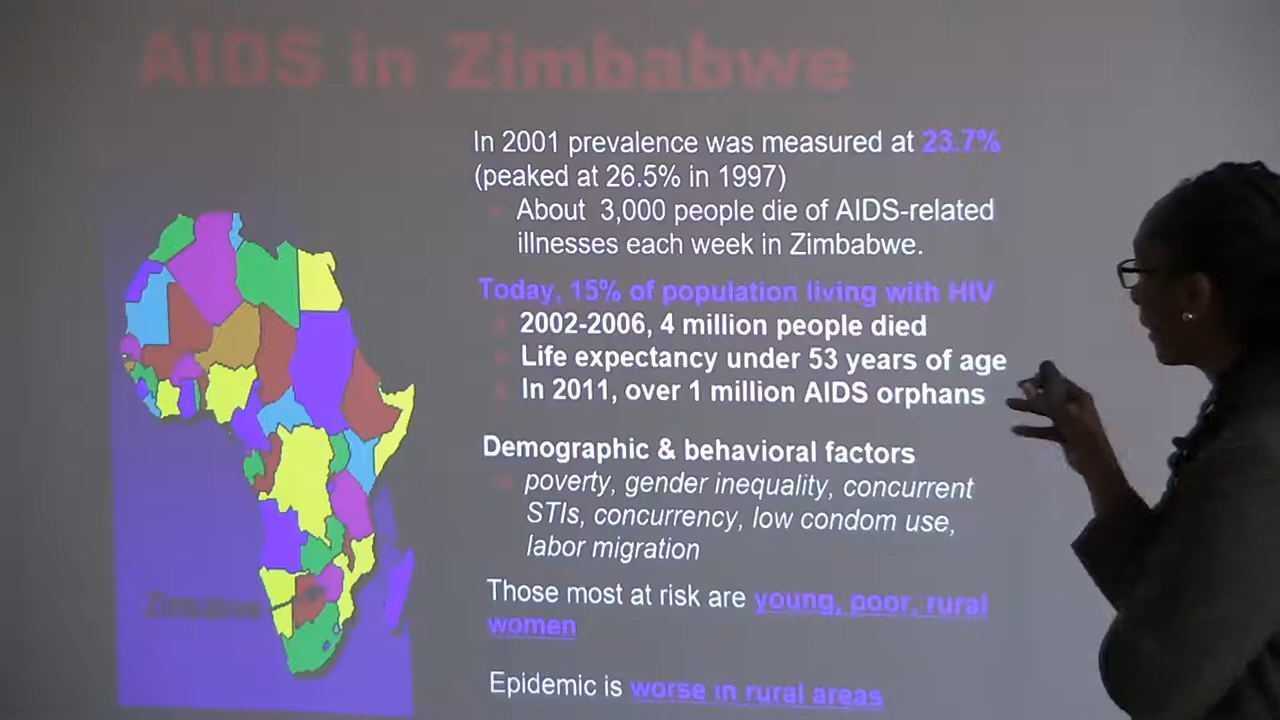 AIDS in Zimbabwe
In 2001 prevalence was measured at 23.7%
(peaked at 26.5% in 1997)
About 3,000 people die of AIDS-related
illnesses each week in Zimbabwe.
Today, 15% of population living with HIV
2002-2006, 4 million people died
Life expectancy under 53 years of age
In 2011, over 1 million AIDS orphans
Demographic & behavioral factors
poverty, gender inequality, concurrent
STIs, concurrency, low condom use,
labor migration
Zimbabwe
Those most at risk are young, poor, rural
women
Epidemic is worse in rural areas